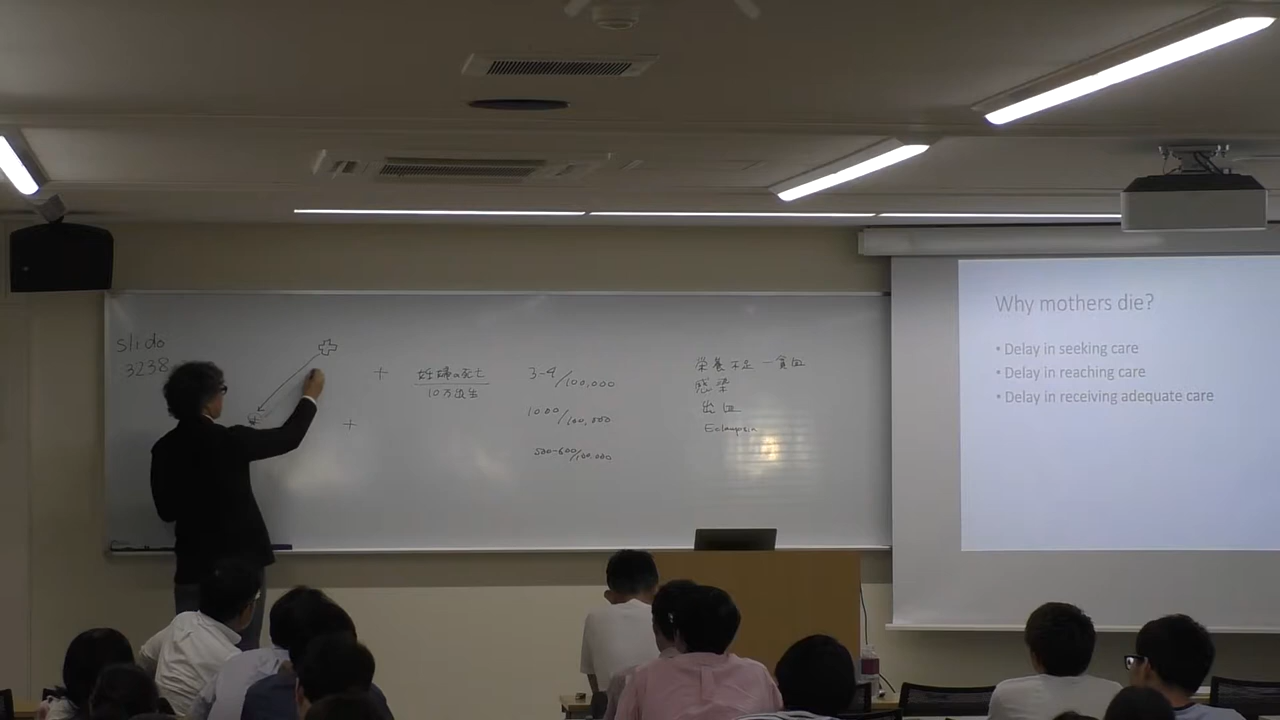 slido
3238
妊婦の死亡
10万出生
3-4/100,000
1000/100,000
500-600/100,000
栄養不足 - 貧血
感染
出血
Eclampsia
Why mothers die?
• Delay in seeking care
• Delay in reaching care
• Delay in receiving adequate care